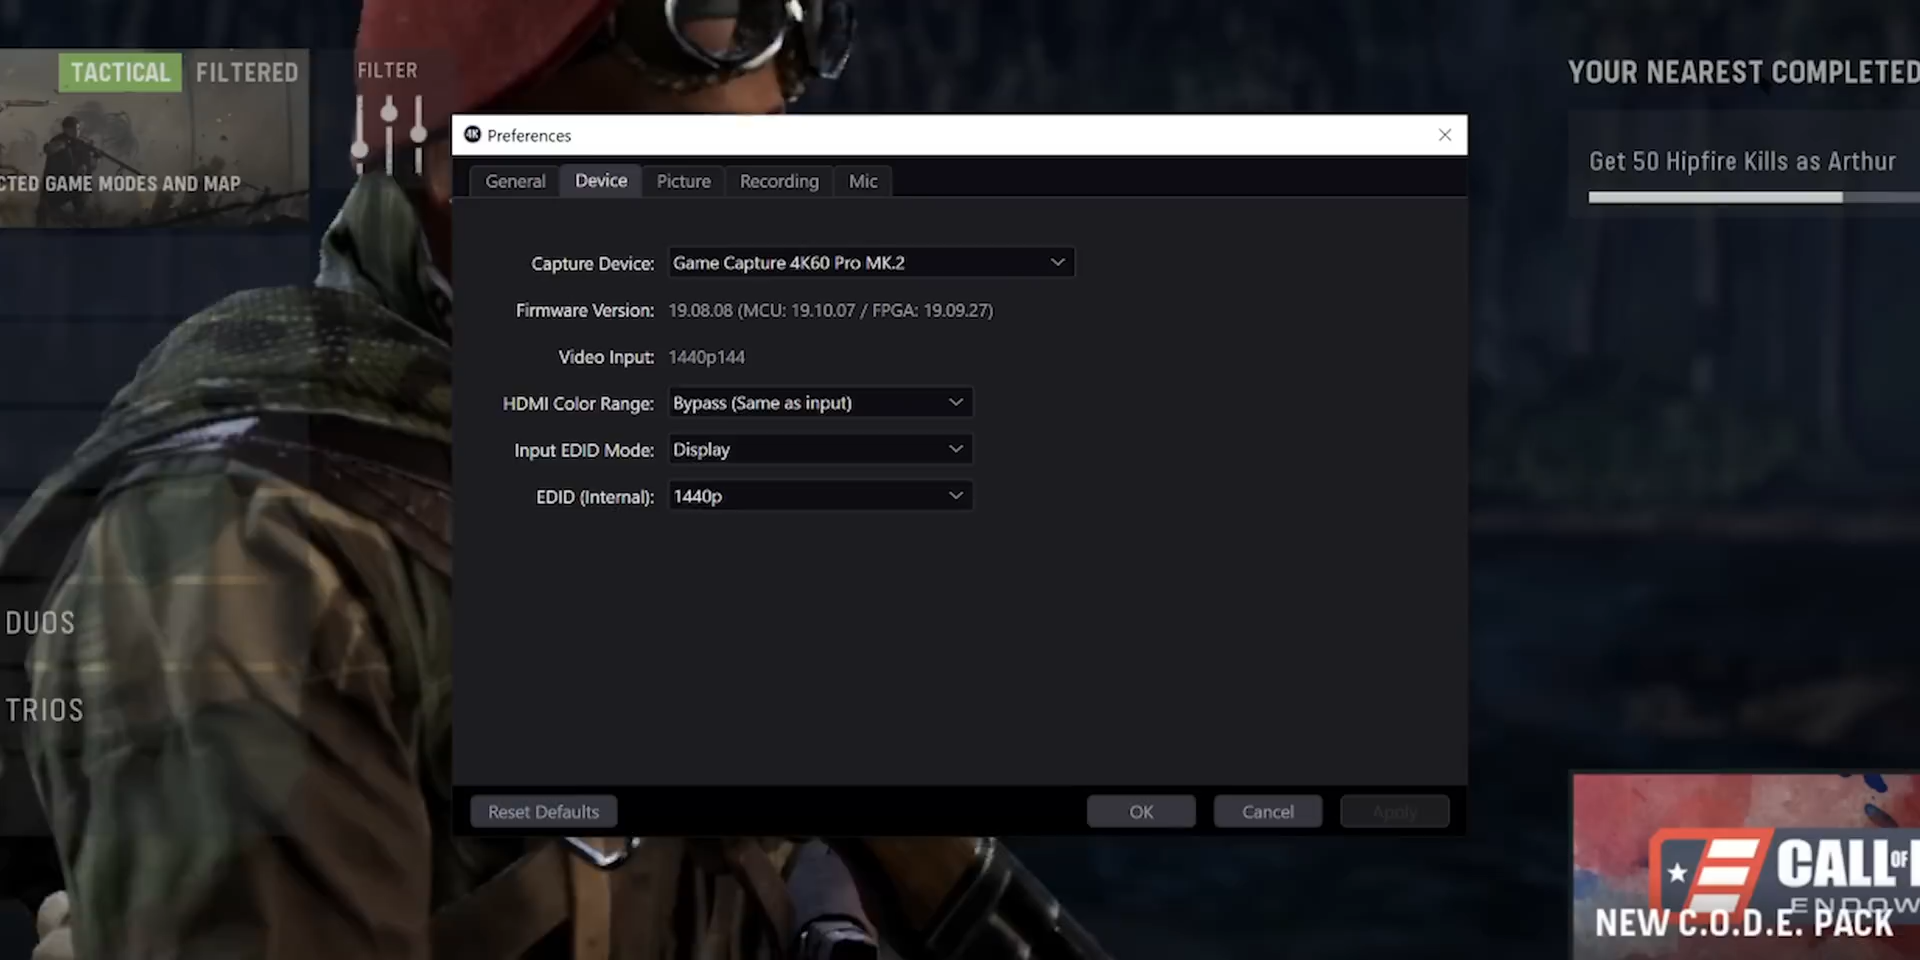 TACTICAL FILTERED
FILTER
CTED GAME MODES AND MAP
DUOS
TRIOS
4K Preferences
General Device Picture Recording Mic
Capture Device: Game Capture 4K60 Pro MK.2
Firmware Version: 19.08.08 (MCU: 19.10.07 / FPGA: 19.09.27)
Video Input: 1440p144
HDMI Color Range: Bypass (Same as input)
Input EDID Mode: Display
EDID (Internal): 1440p
Reset Defaults OK Cancel Apply
YOUR NEAREST COMPLETED
Get 50 Hipfire Kills as Arthur
CALL OF
ENDOW
NEW C.O.D.E. PACK